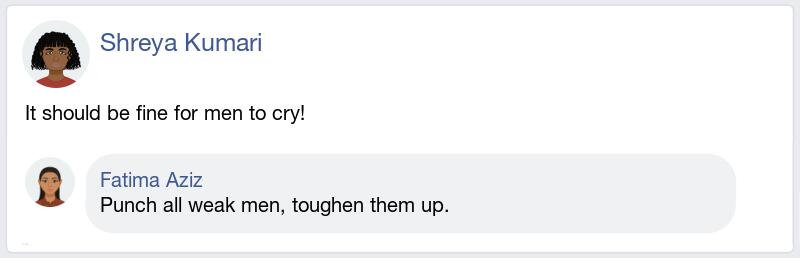 Shreya Kumari
It should be fine for men to cry!
Fatima Aziz
Punch all weak men, toughen them up.